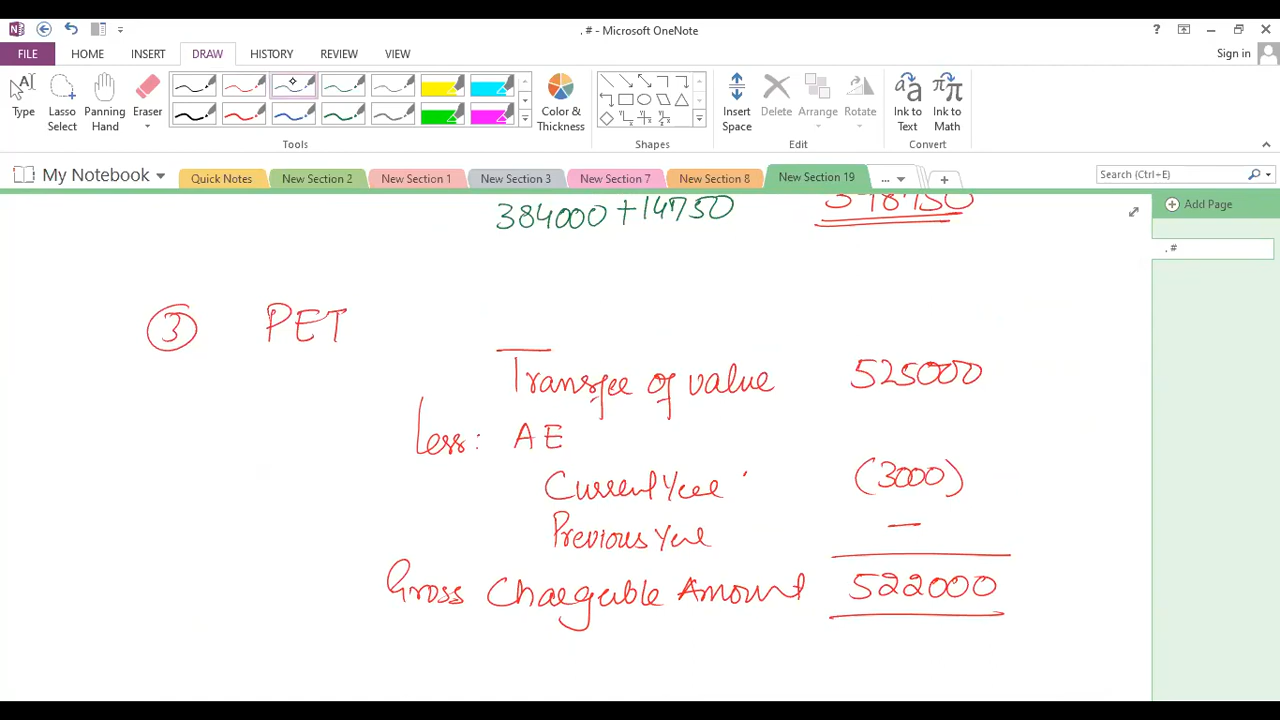 . # - Microsoft OneNote
Sign in
FILE HOME INSERT DRAW HISTORY REVIEW VIEW
Type
Lasso Select
Panning Hand
Eraser
Color & Thickness
Insert Space
Delete
Arrange
Rotate
Ink to Text
Ink to Math
Tools
Shapes
Edit
Convert
My Notebook
Quick Notes
New Section 2
New Section 1
New Section 3
New Section 7
New Section 8
New Section 19
...
Search (Ctrl+E)
Add Page
. #
384000 + 14750 398750
③ PET
Transfer of value 525000
Less: AE
Current Year (3000)
Previous Year —
Gross Chargeable Amount 522000